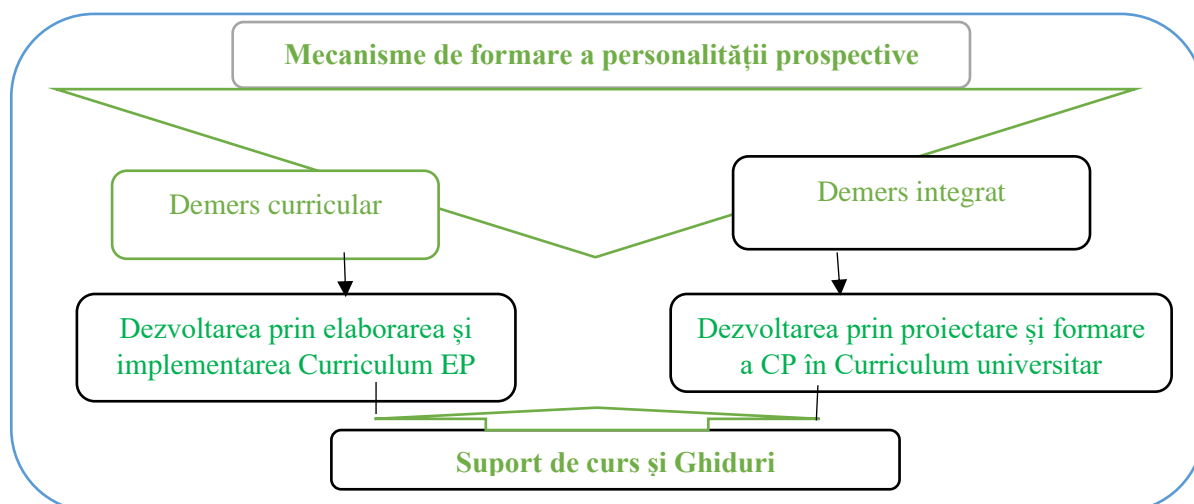 Mecanisme de formare a personalității prospective
Demers curricular
Demers integrat
Dezvoltarea prin elaborarea și
implementarea Curriculum EP
Dezvoltarea prin proiectare și formare
a CP în Curriculum universitar
Suport de curs și Ghiduri